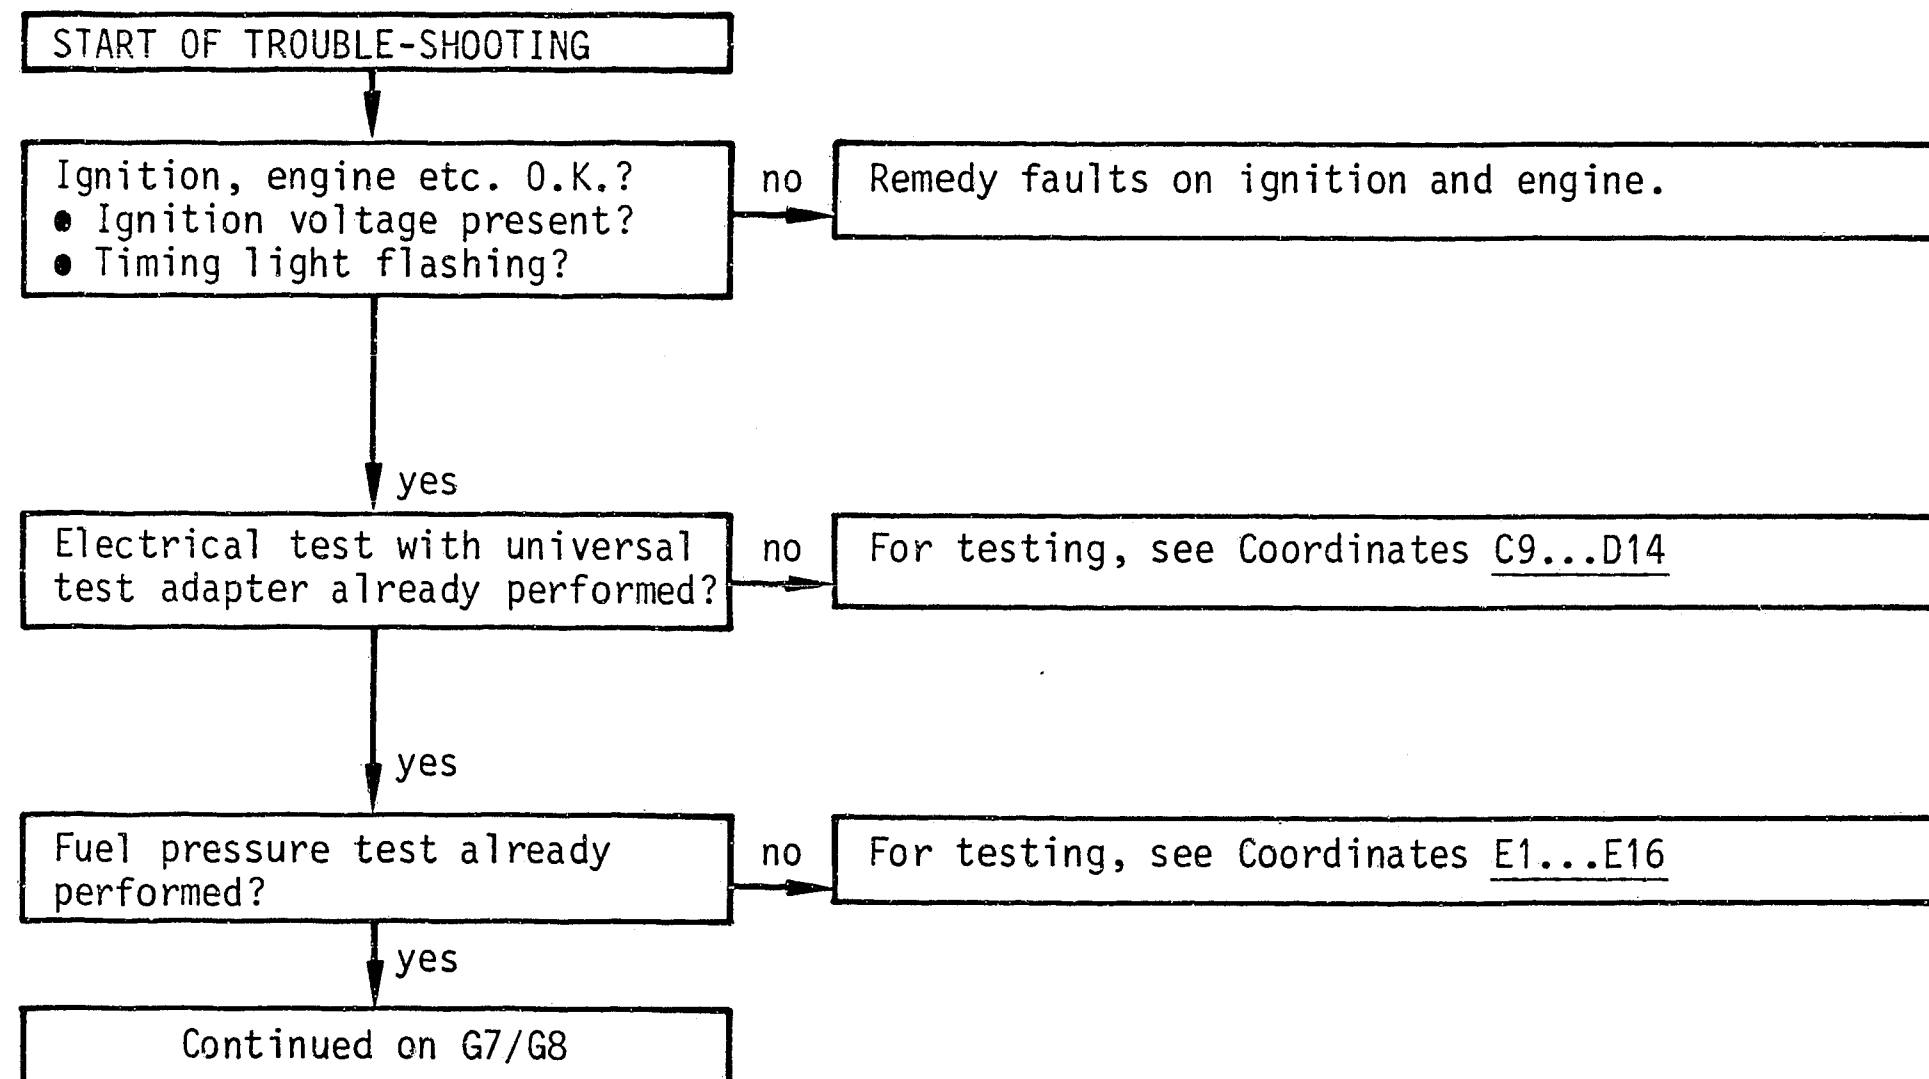 START OF TROUBLE-SHOOTING
Ignition, engine etc. O.K.?
● Ignition voltage present?
● Timing light flashing?
no
Remedy faults on ignition and engine.
yes
Electrical test with universal
test adapter already performed?
no
For testing, see Coordinates C9...D14
yes
Fuel pressure test already
performed?
no
For testing, see Coordinates E1...E16
yes
Continued on G7/G8